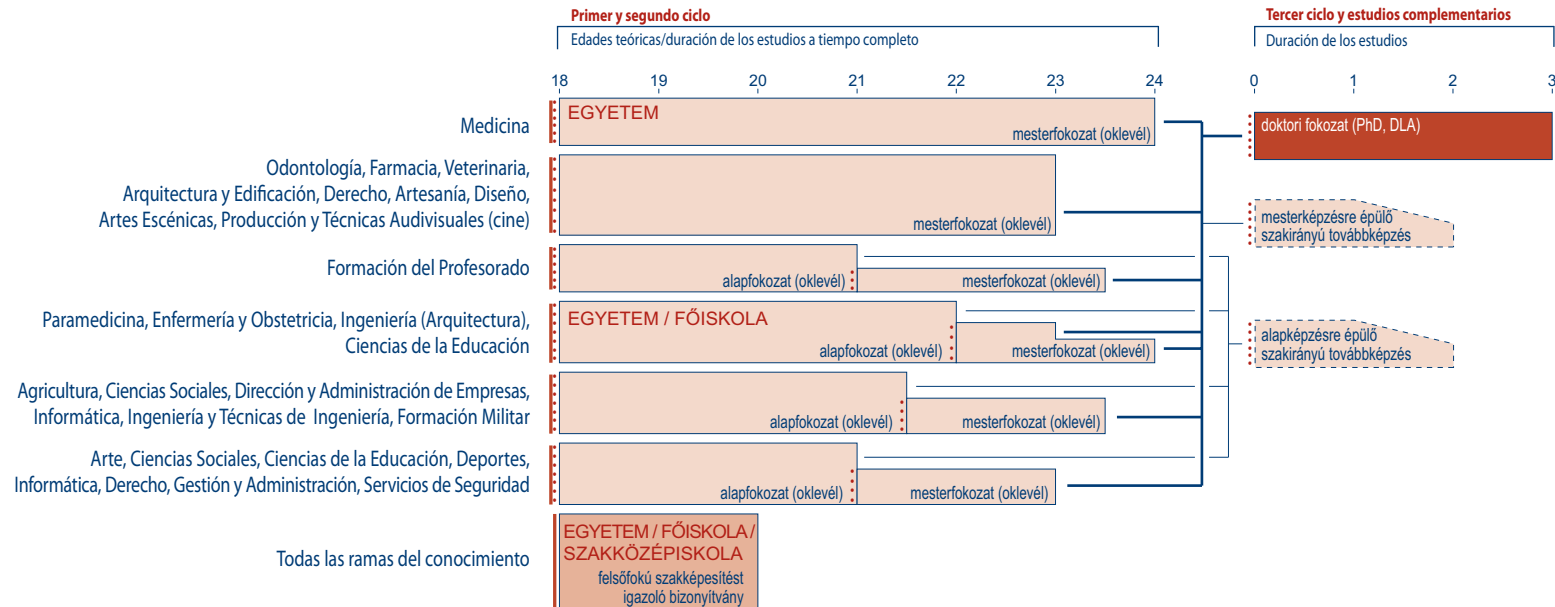 Primer y segundo ciclo
Edades teóricas/duración de los estudios a tiempo completo
Tercer ciclo y estudios complementarios
Duración de los estudios
18 19 20 21 22 23 24
0 1 2 3
Medicina
EGYETEM
mesterfokozat (oklevél)
doktori fokozat (PhD, DLA)
Odontología, Farmacia, Veterinaria,
Arquitectura y Edificación, Derecho, Artesanía, Diseño,
Artes Escénicas, Producción y Técnicas Audivisuales (cine)
mesterfokozat (oklevél)
mesterképzésre épülő
szakirányú továbbképzés
Formación del Profesorado
alapfokozat (oklevél)
mesterfokozat (oklevél)
Paramedicina, Enfermería y Obstetricia, Ingeniería (Arquitectura),
Ciencias de la Educación
EGYETEM / FŐISKOLA
alapfokozat (oklevél)
mesterfokozat (oklevél)
alapképzésre épülő
szakirányú továbbképzés
Agricultura, Ciencias Sociales, Dirección y Administración de Empresas,
Informática, Ingeniería y Técnicas de Ingeniería, Formación Militar
alapfokozat (oklevél)
mesterfokozat (oklevél)
Arte, Ciencias Sociales, Ciencias de la Educación, Deportes,
Informática, Derecho, Gestión y Administración, Servicios de Seguridad
alapfokozat (oklevél)
mesterfokozat (oklevél)
Todas las ramas del conocimiento
EGYETEM / FŐISKOLA /
SZAKKÖZÉPISKOLA
felsőfokú szakképesítést
igazoló bizonyítvány